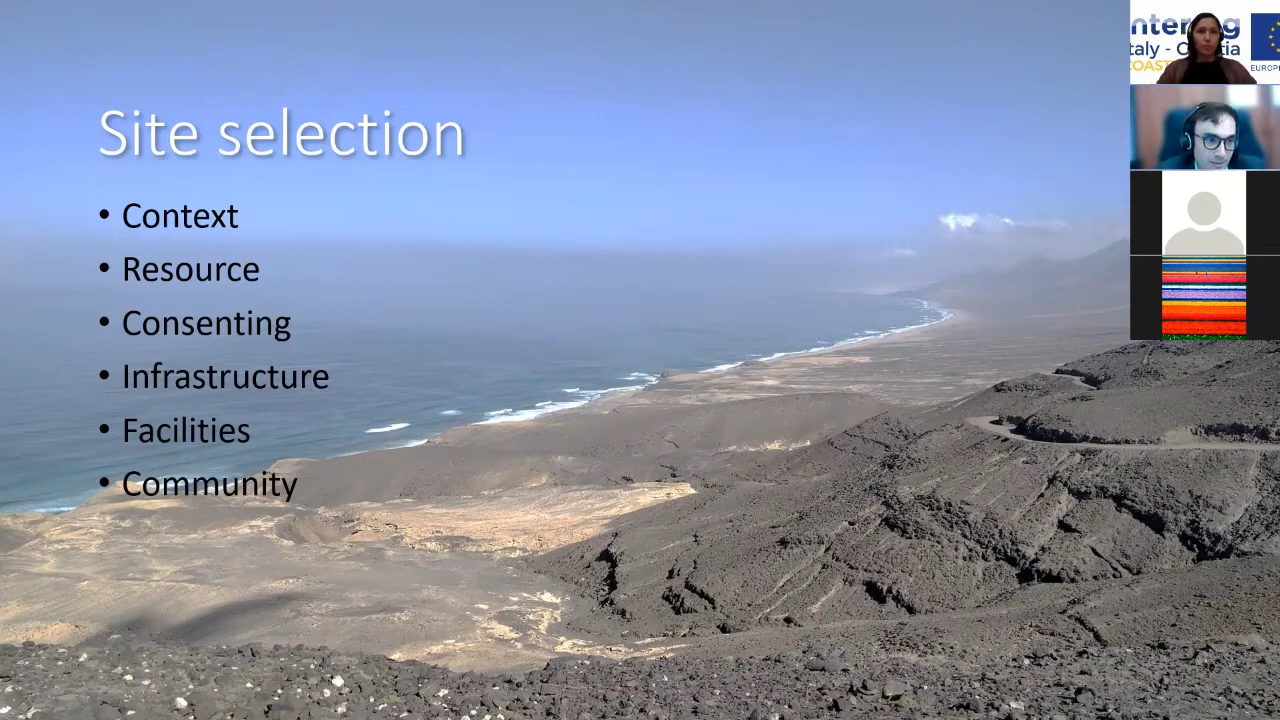 Site selection
• Context
• Resource
• Consenting
• Infrastructure
• Facilities
• Community